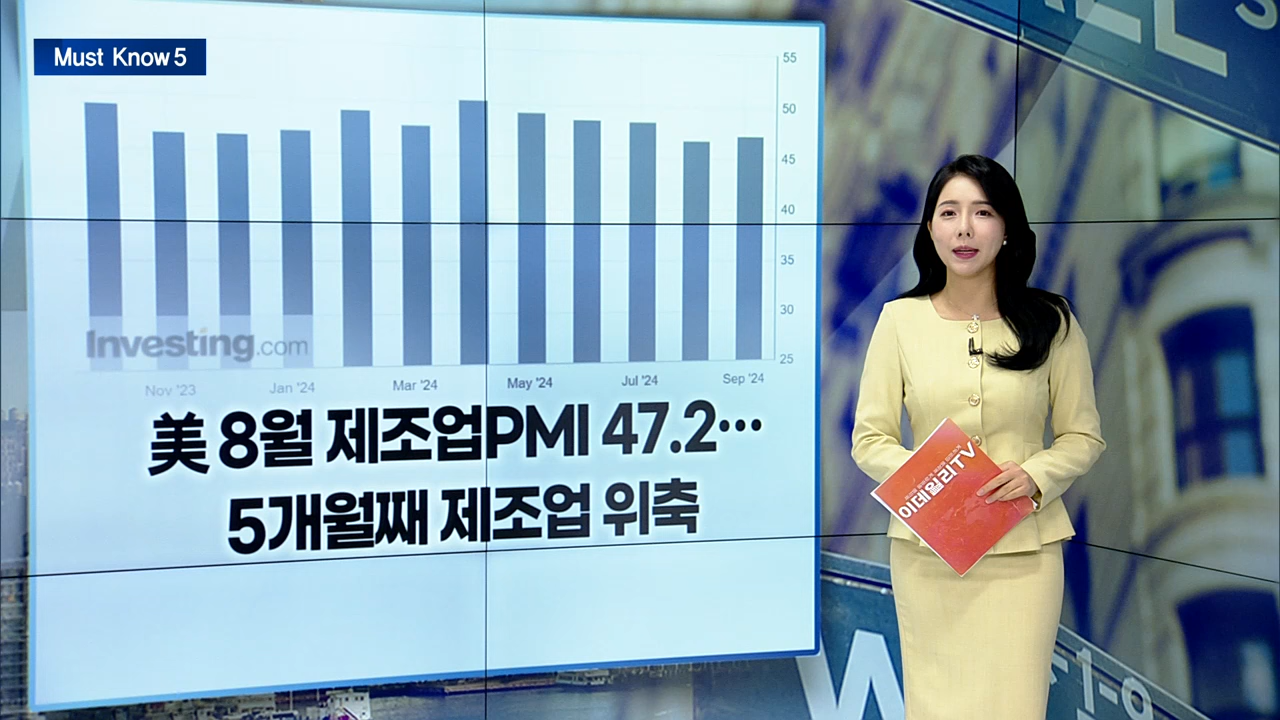 Must Know 5
55
50
45
40
35
30
25
Investing.com
Nov '23
Jan '24
Mar '24
May '24
Jul '24
Sep '24
美 8월 제조업PMI 47.2…
5개월째 제조업 위축
이데일리TV